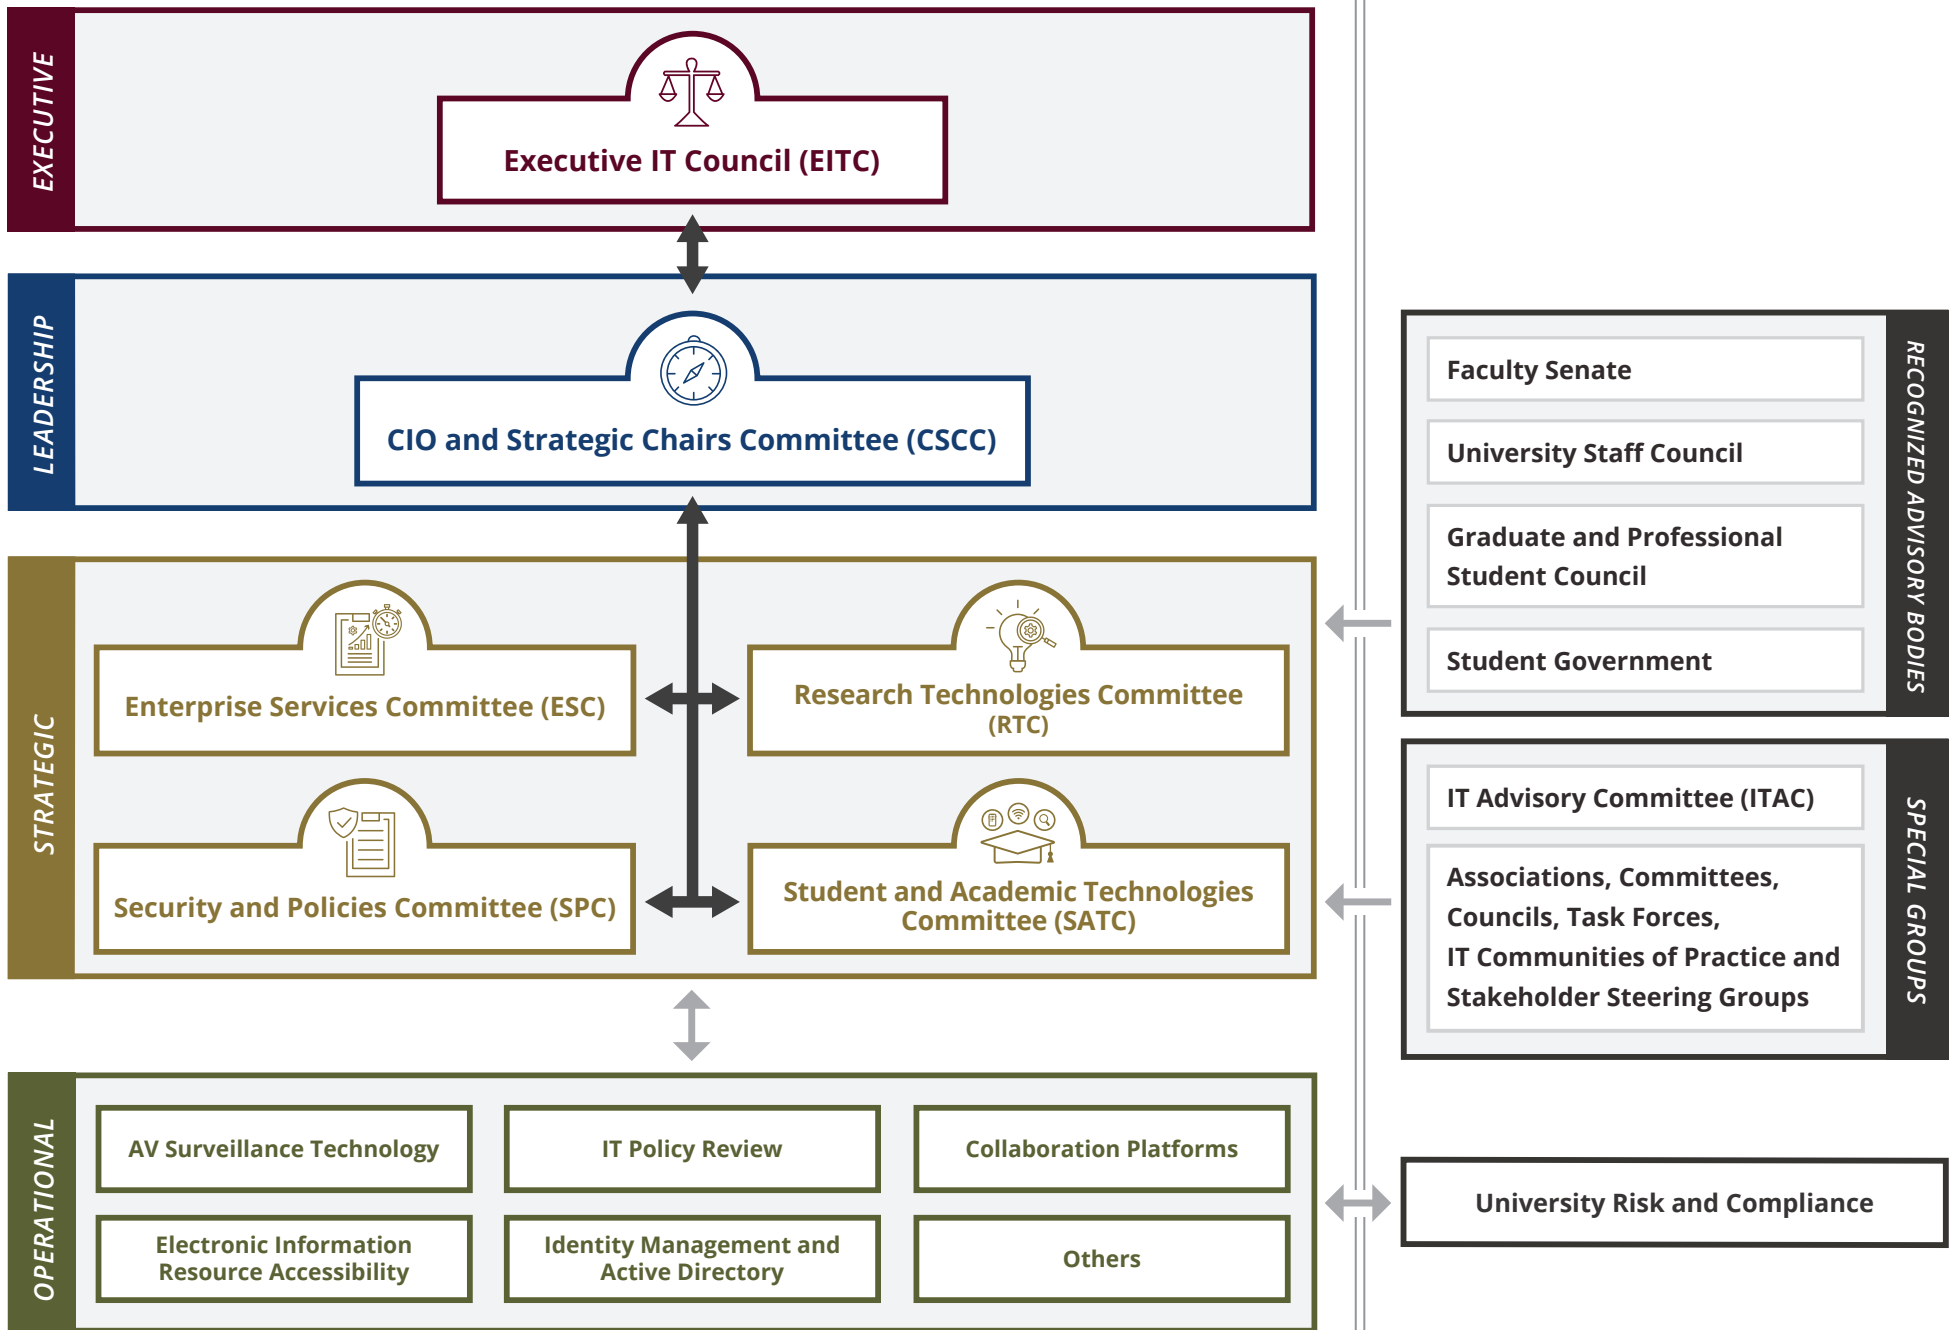 EXECUTIVE
Executive IT Council (EITC)
LEADERSHIP
CIO and Strategic Chairs Committee (CSCC)
STRATEGIC
Enterprise Services Committee (ESC)
Research Technologies Committee
(RTC)
Security and Policies Committee (SPC)
Student and Academic Technologies
Committee (SATC)
OPERATIONAL
AV Surveillance Technology
IT Policy Review
Collaboration Platforms
Electronic Information
Resource Accessibility
Identity Management and
Active Directory
Others
RECOGNIZED ADVISORY BODIES
Faculty Senate
University Staff Council
Graduate and Professional
Student Council
Student Government
SPECIAL GROUPS
IT Advisory Committee (ITAC)
Associations, Committees,
Councils, Task Forces,
IT Communities of Practice and
Stakeholder Steering Groups
University Risk and Compliance